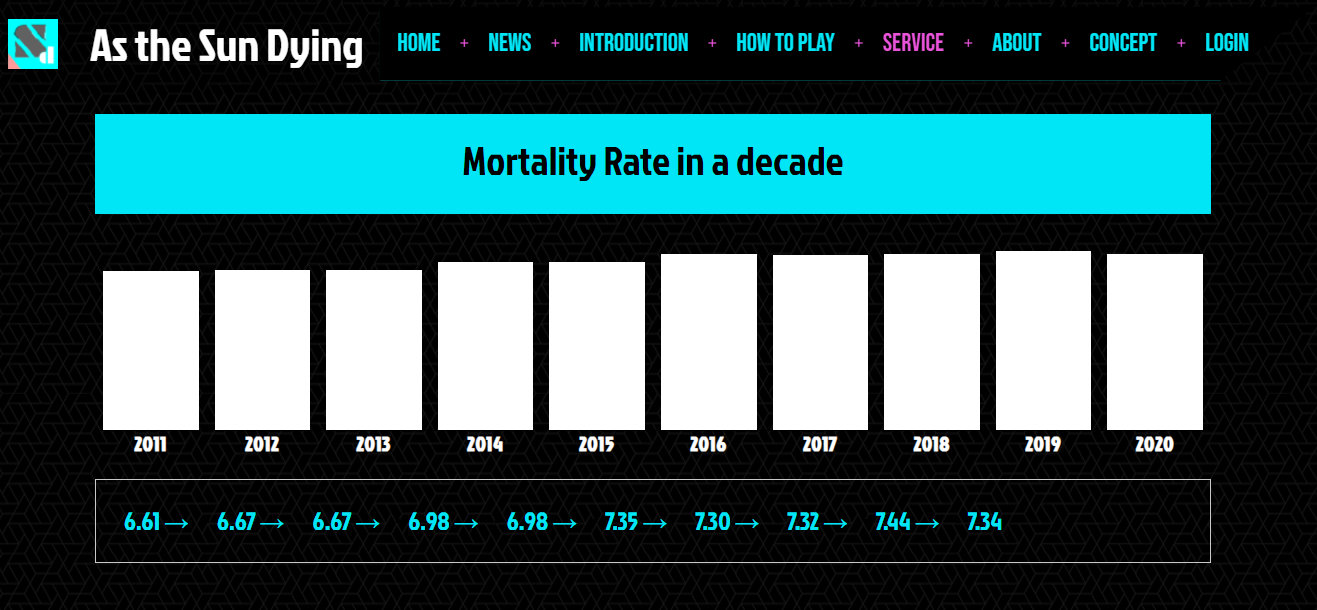 As the Sun Dying HOME + NEWS + INTRODUCTION + HOW TO PLAY + SERVICE + ABOUT + CONCEPT + LOGIN
Mortality Rate in a decade
2011 2012 2013 2014 2015 2016 2017 2018 2019 2020
6.61 → 6.67 → 6.67 → 6.98 → 6.98 → 7.35 → 7.30 → 7.32 → 7.44 → 7.34